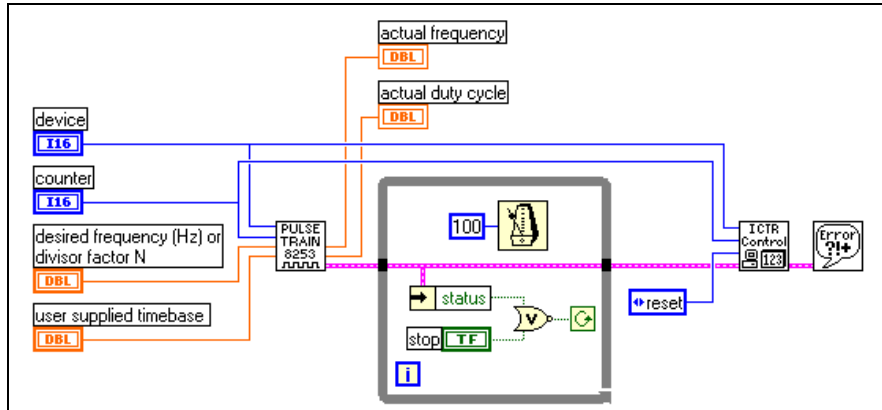 actual frequency
DBL
actual duty cycle
DBL
device
I16
counter
I16
desired frequency (Hz) or
divisor factor N
DBL
user supplied timebase
DBL
PULSE
TRAIN
8253
100
status
stop
TF
V
i
reset
ICTR
Control
123
Error
?!+